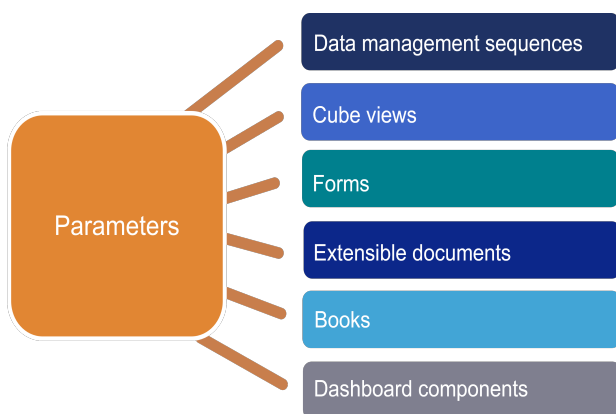 Data management sequences
Cube views
Forms
Parameters
Extensible documents
Books
Dashboard components